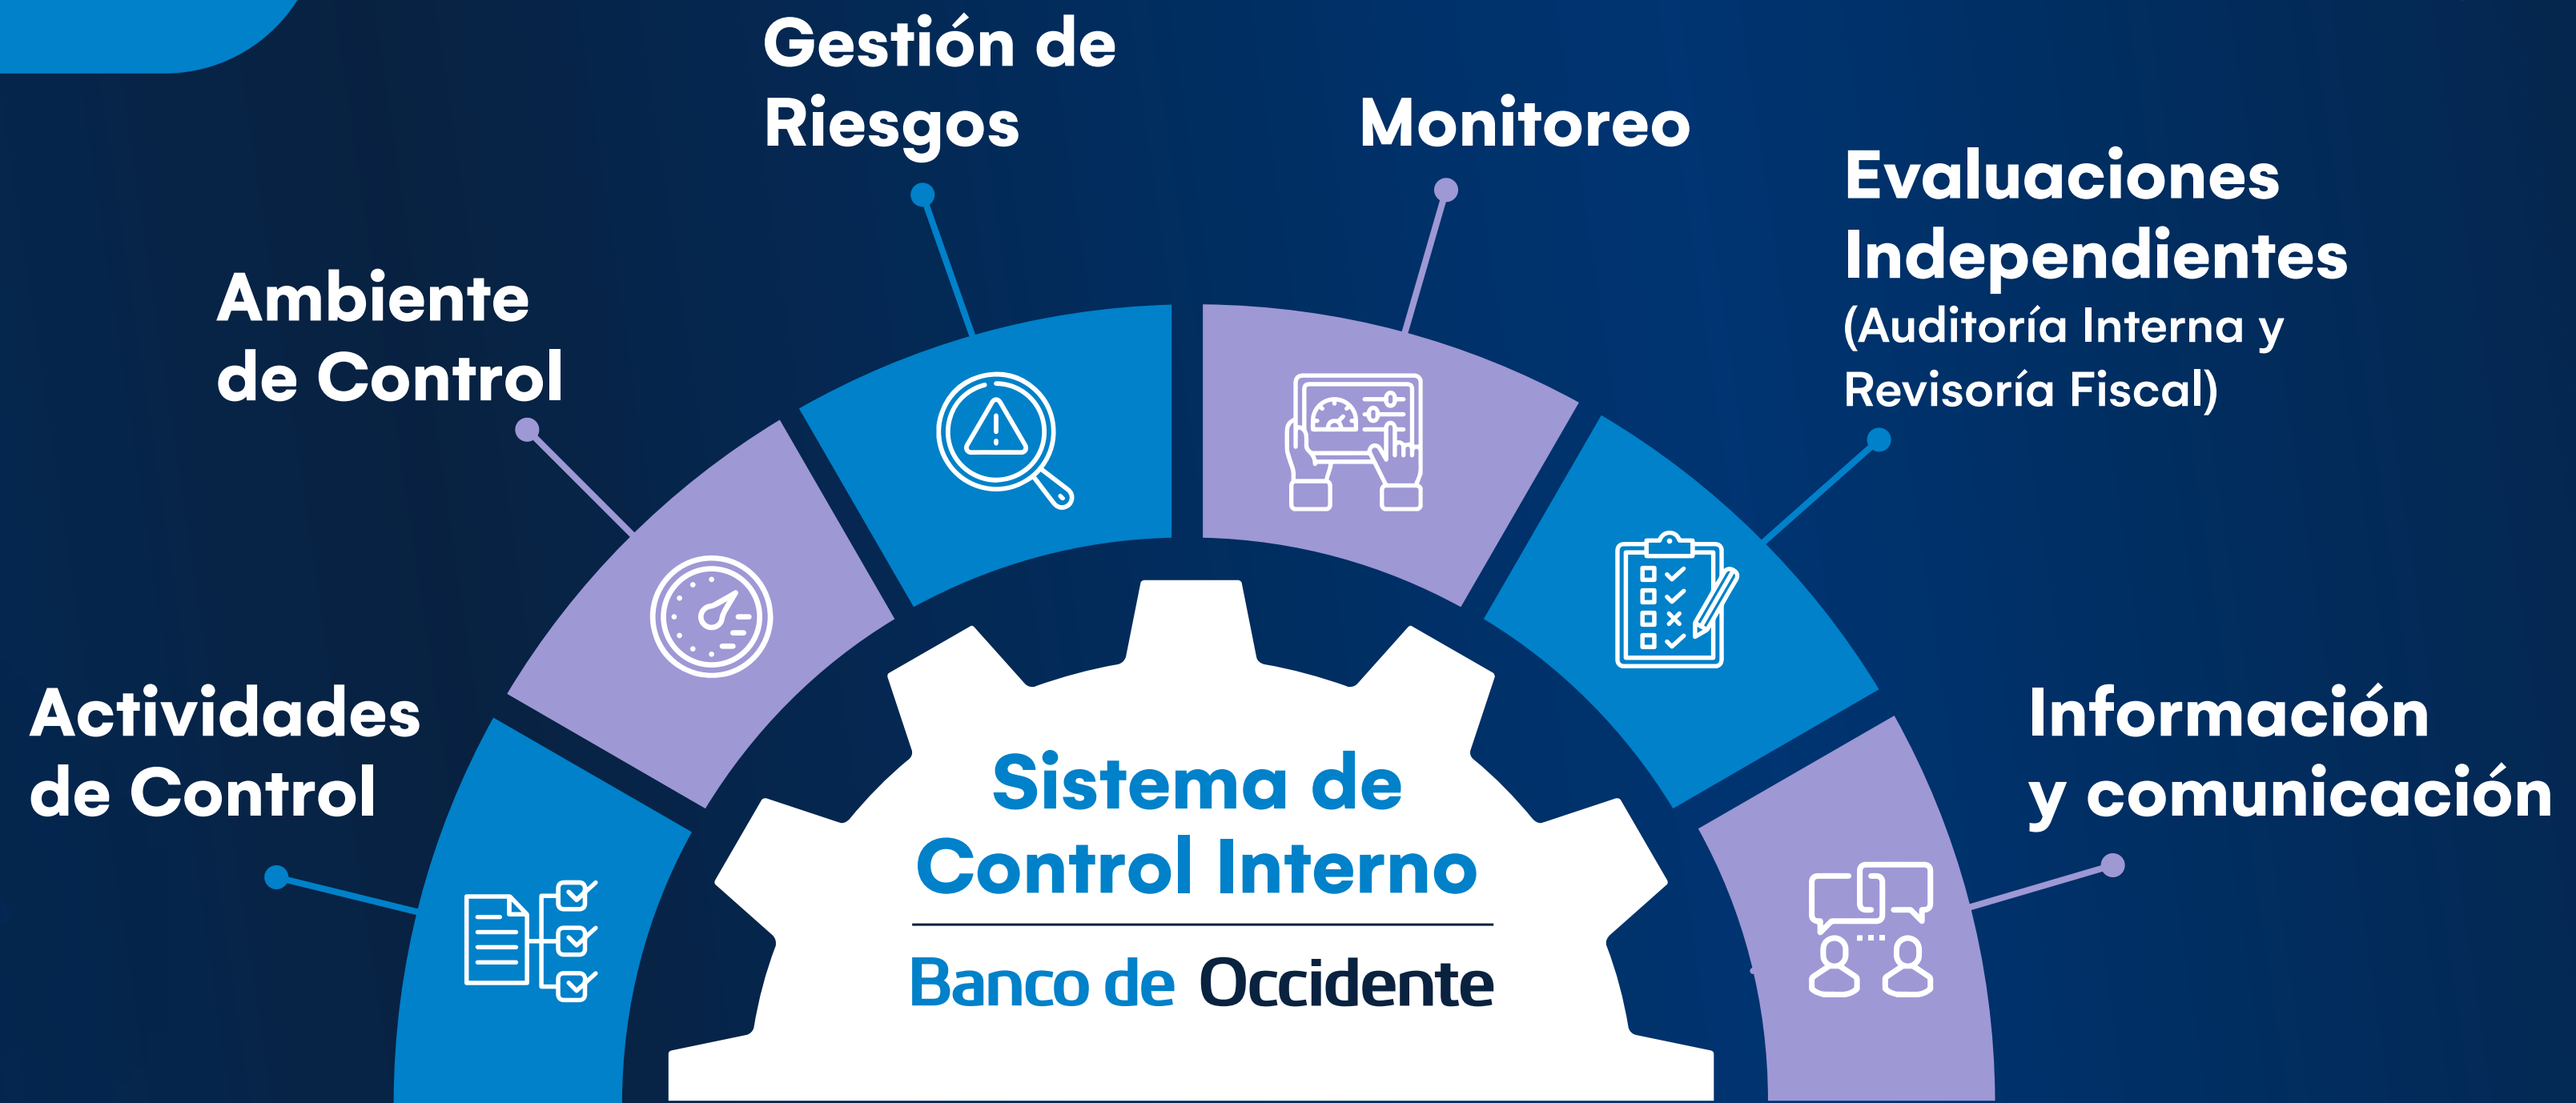 Gestión de
Riesgos
Monitoreo
Evaluaciones
Independientes
(Auditoría Interna y
Revisoría Fiscal)
Ambiente
de Control
Actividades
de Control
Información
y comunicación
Sistema de
Control Interno
Banco de Occidente